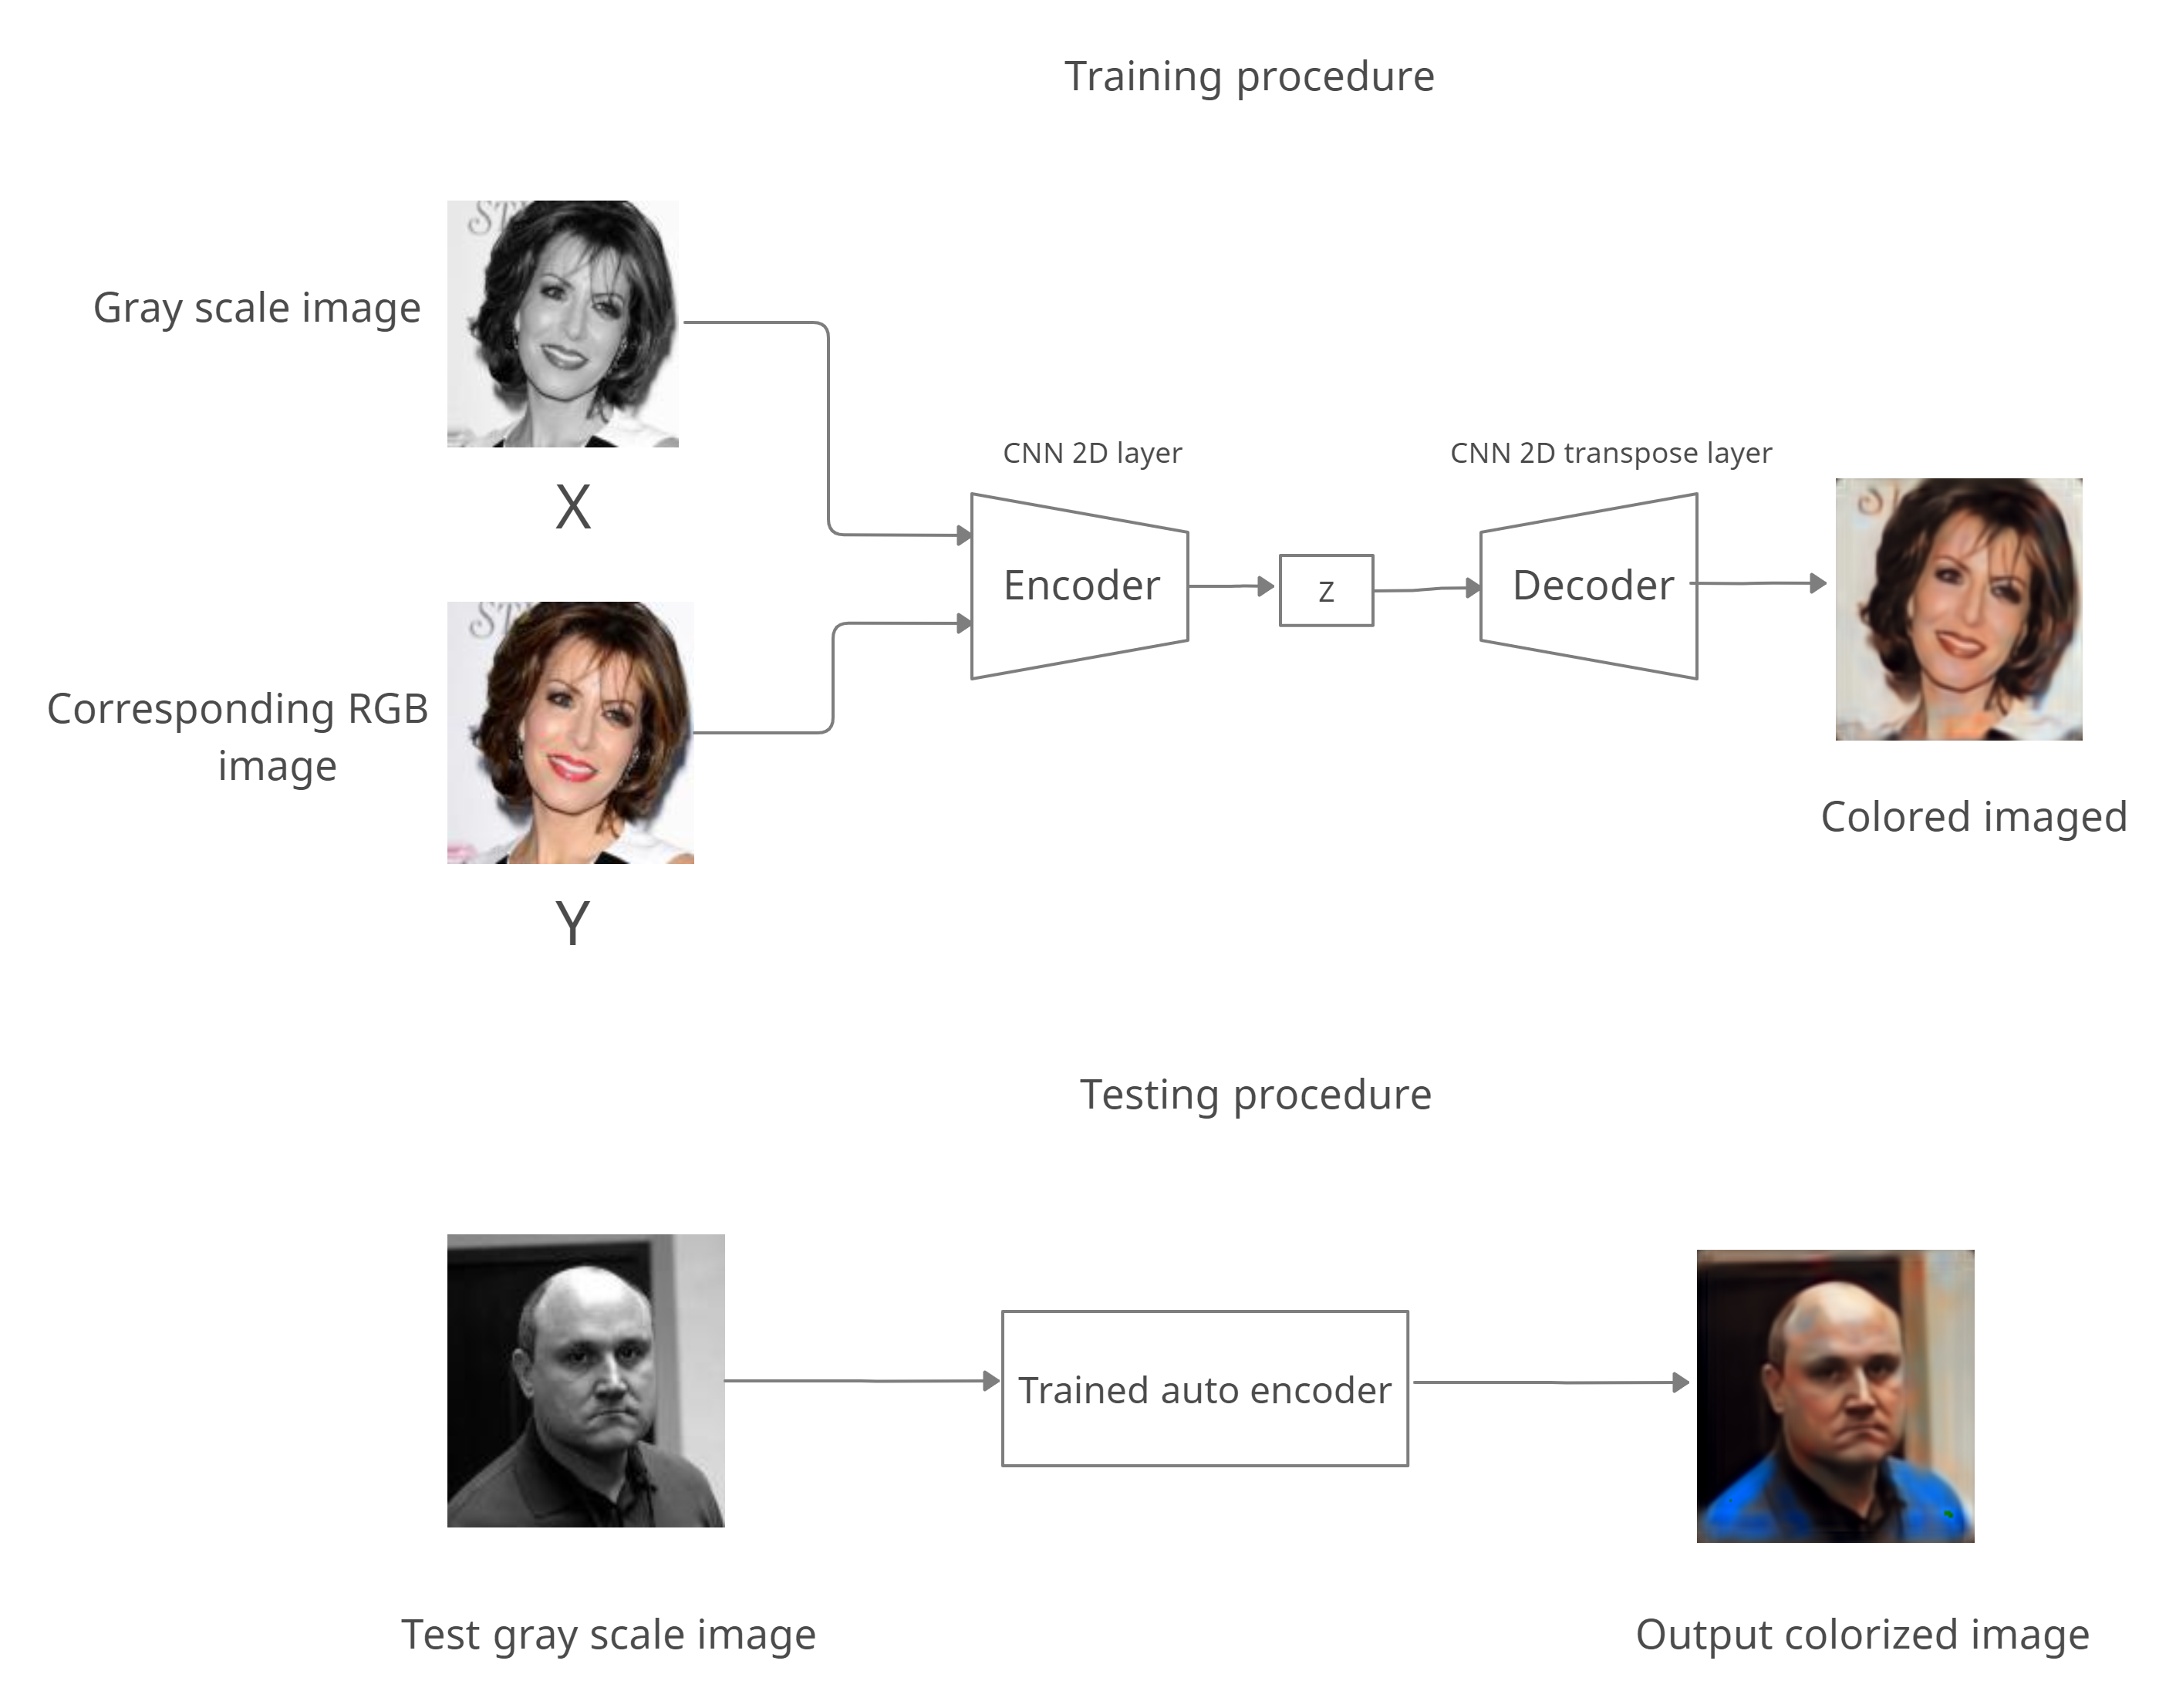 Training procedure
Gray scale image
X
CNN 2D layer
CNN 2D transpose layer
Encoder
z
Decoder
Corresponding RGB
image
Colored imaged
Y
Testing procedure
Trained auto encoder
Test gray scale image
Output colorized image